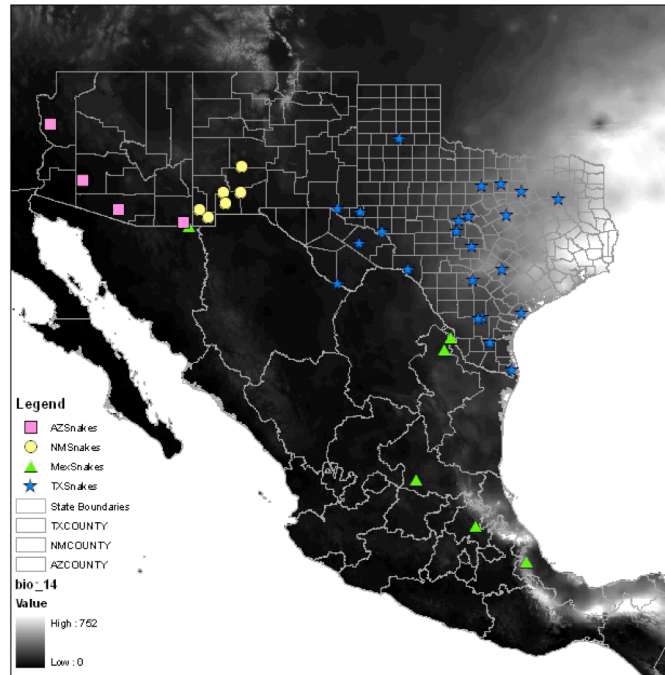 Legend
AZSnakes
NMSnakes
MexSnakes
TXSnakes
State Boundaries
TXCOUNTY
NMCOUNTY
AZCOUNTY
bio_14
Value
High : 752
Low : 0